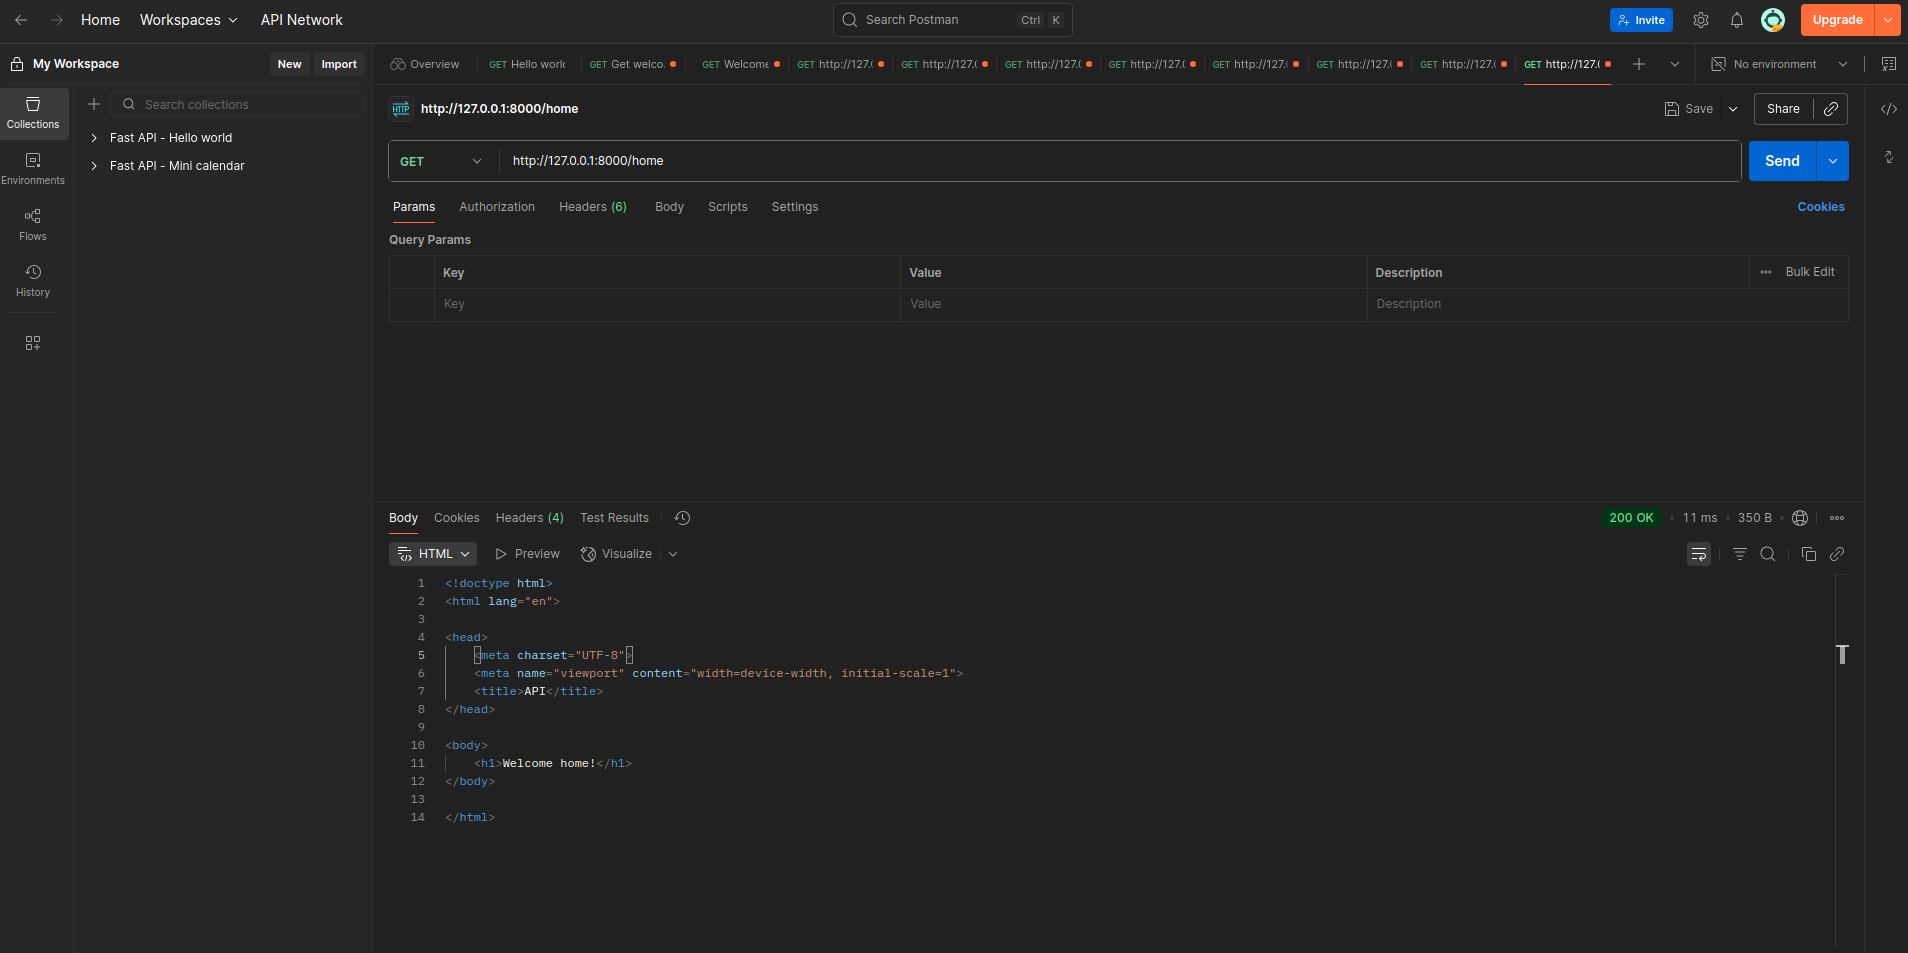 Home Workspaces API Network Search Postman Ctrl K Invite Upgrade
My Workspace New Import
Overview GET Hello worl GET Get welco. GET Welcome GET http://127.( GET http://127.( GET http://127.( GET http://127.( GET http://127.( GET http://127.( GET http://127.( GET http://127. No environment
Collections
Environments
Flows
History
Search collections
Fast API - Hello world
Fast API - Mini calendar
HTTP http://127.0.0.1:8000/home Save Share
GET http://127.0.0.1:8000/home Send
Params Authorization Headers (6) Body Scripts Settings Cookies
Query Params
Key Value Description Bulk Edit
Key Value Description
Body Cookies Headers (4) Test Results 200 OK 11 ms 350 B
HTML Preview Visualize
1 <!doctype html>
2 <html lang="en">
3
4 <head>
5 <meta charset="UTF-8">
6 <meta name="viewport" content="width=device-width, initial-scale=1">
7 <title>API</title>
8 </head>
9
10 <body>
11 <h1>Welcome home!</h1>
12 </body>
13
14 </html>